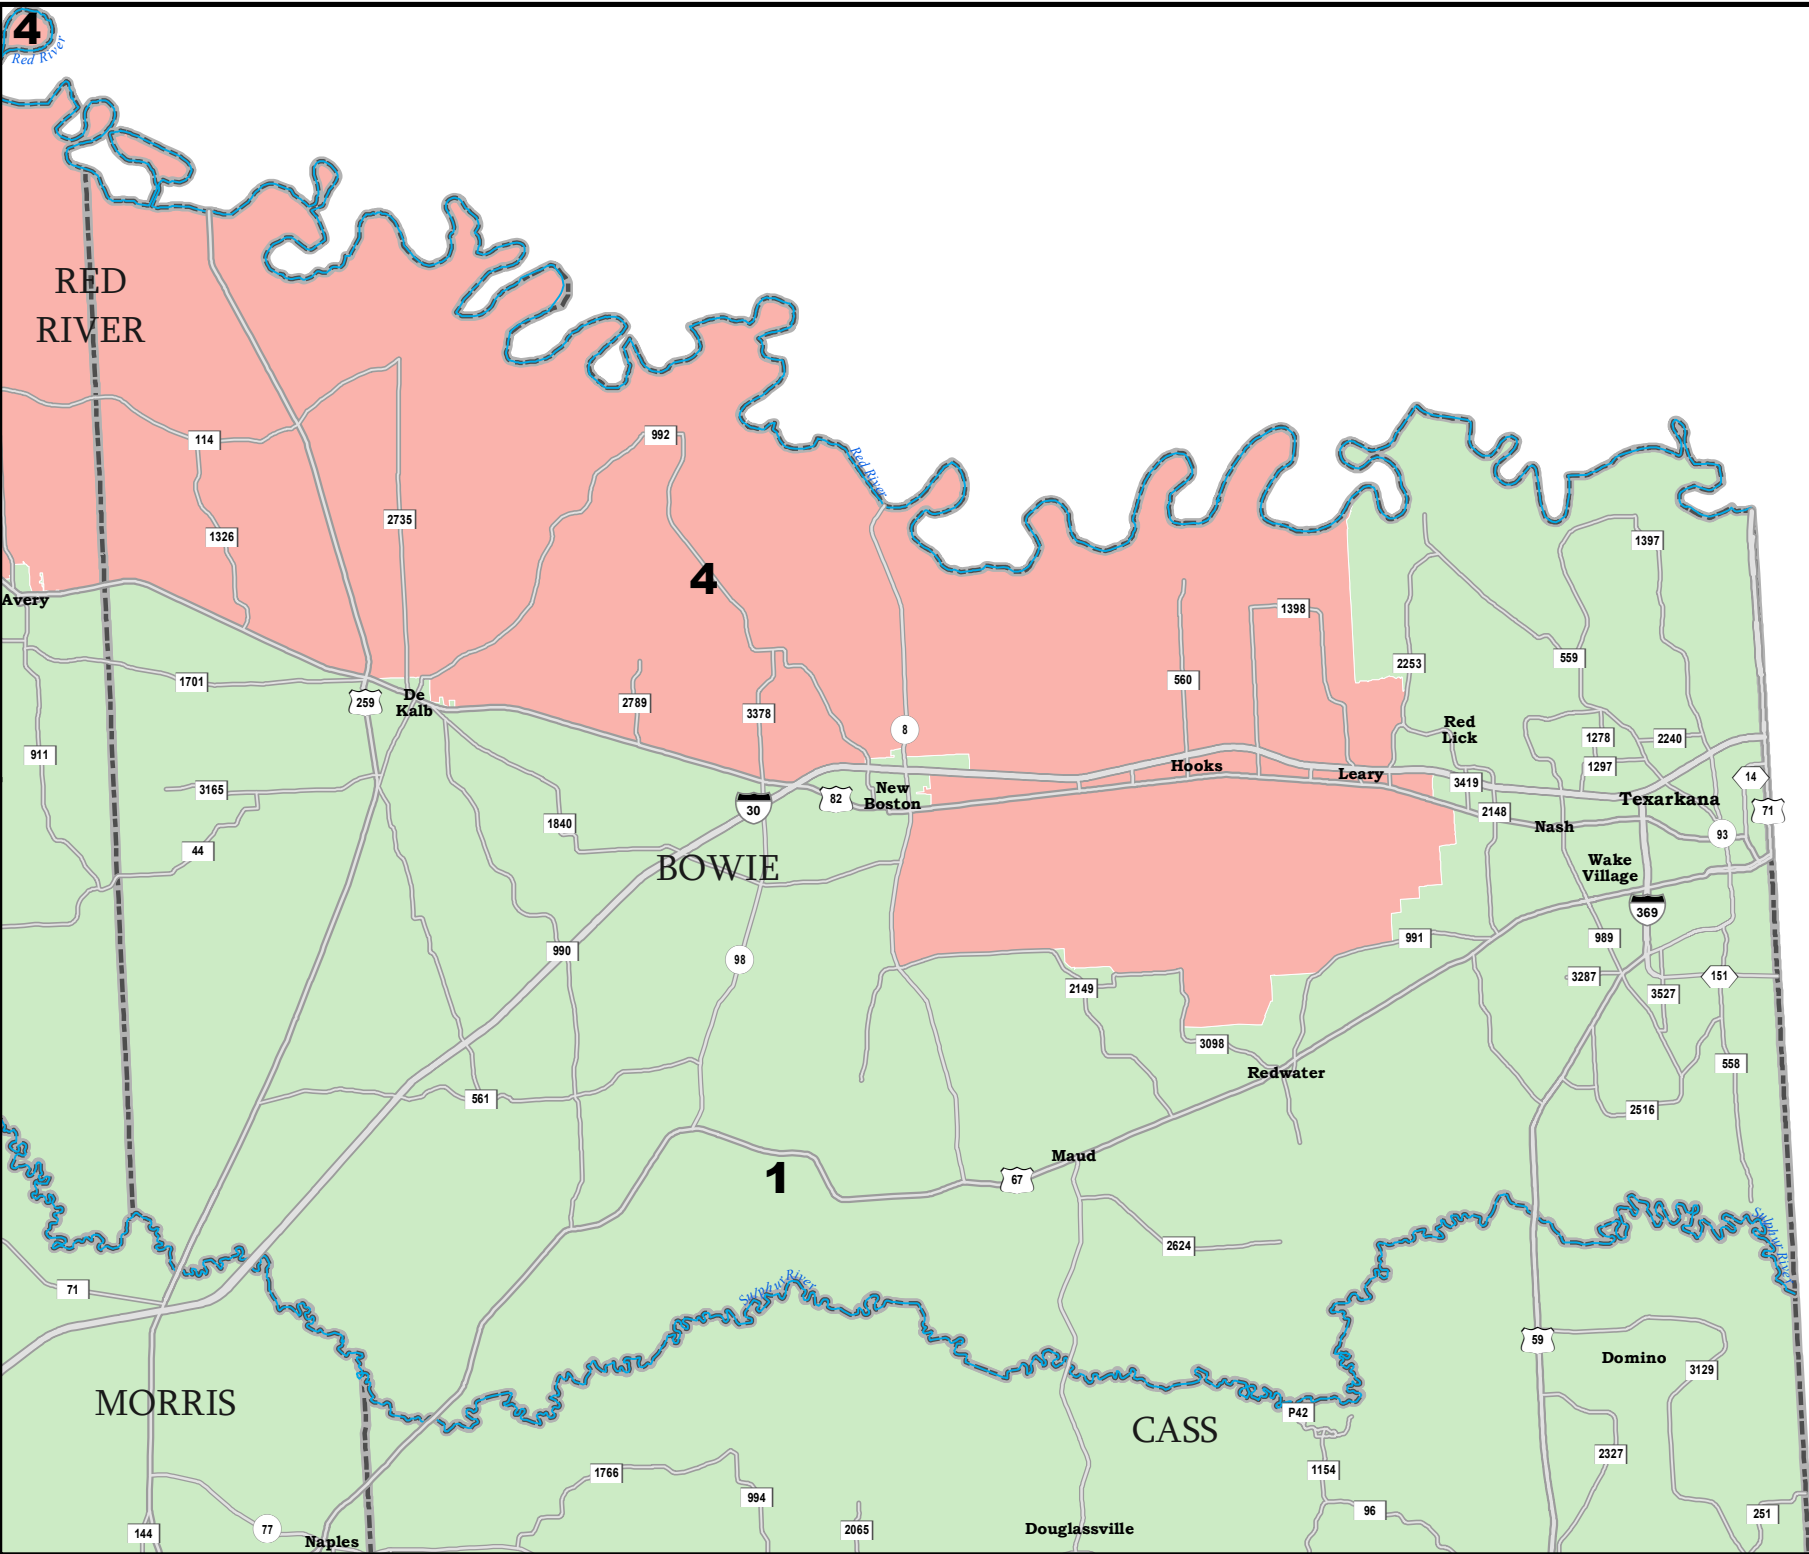 4
Red River
RED
RIVER
992
114
Red River
2735
1326
1397
4
Avery
1398
559
2253
560
1701
De
Kalb
259
2789
3378
8
Red
Lick
1278
2240
911
1297
Hooks
Leary
3419
14
3165
New
Boston
82
30
Texarkana
71
2148
Nash
93
1840
44
BOWIE
Wake
Village
369
991
989
990
98
151
3287
2149
3527
3098
558
Redwater
561
2516
Maud
1
67
2624
Sulphur River
71
Sulphur River
59
Domino
3129
MORRIS
P42
CASS
2327
1766
1154
994
96
251
2065
Douglassville
77
144
Naples